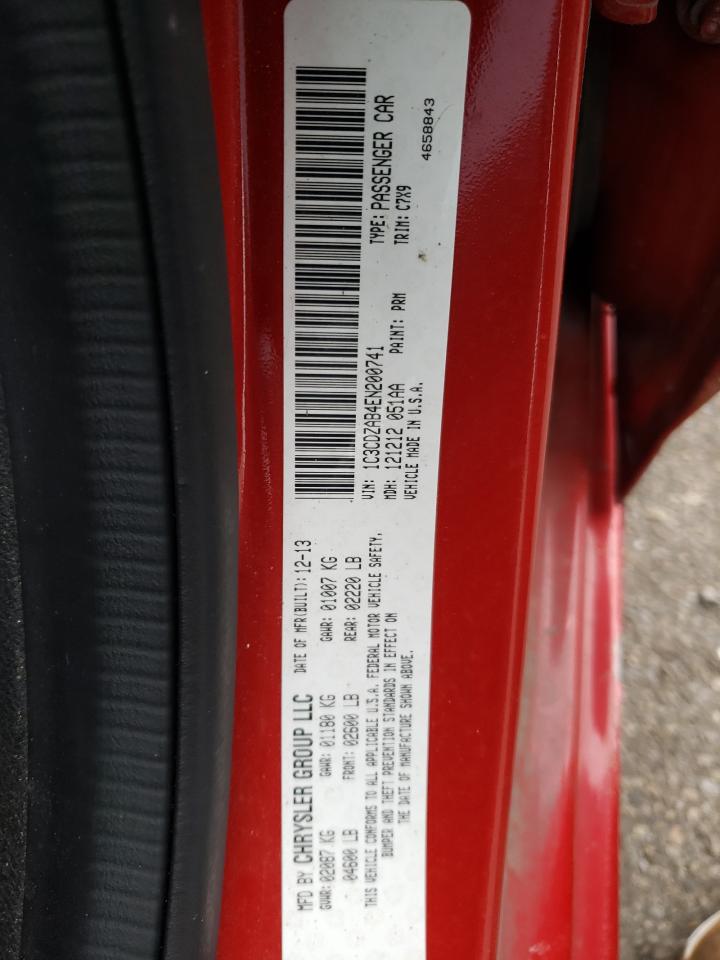 MFD BY CHRYSLER GROUP LLC DATE OF MFR(BUILT): 12-13
GVWR: 02087 KG GAWR: 01180 KG GAWR: 01007 KG
04600 LB FRONT: 02600 LB REAR: 02220 LB
THIS VEHICLE CONFORMS TO ALL APPLICABLE U.S.A. FEDERAL MOTOR VEHICLE SAFETY,
BUMPER AND THEFT PREVENTION STANDARDS IN EFFECT ON
THE DATE OF MANUFACTURE SHOWN ABOVE.
VIN: 1C3CDZAB4EN200741 TYPE: PASSENGER CAR
MDH: 121212 051AA PAINT: PRM TRIM: C7X9
VEHICLE MADE IN U.S.A.
4658843